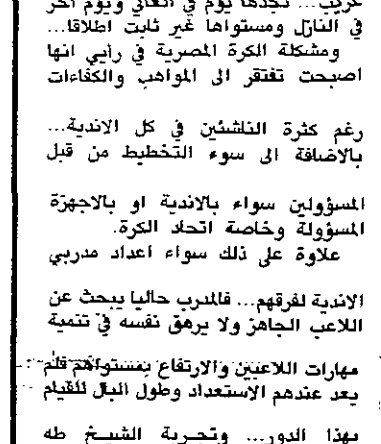 غريب... تجدها يوم في العالي ويوم آخر
في النازل ومستواها غير ثابت اطلاقا...
ومشكلة الكرة المصرية في رايي انها
اصبحت تفتقر الى المواهب والكفاءات
رغم كثرة الناشئين في كل الاندية...
بالاضافة الى سوء التخطيط من قبل
المسؤولين سواء بالاندية او بالاجهزة
المسؤولة وخاصة اتحاد الكرة.
علاوة على ذلك سواء اعداد مدربي
الاندية لفرقهم... فالمدرب حاليا يبحث عن
اللاعب الجاهز ولا يرهق نفسه في تنمية
مهارات اللاعبين والارتفاع بمستواهم فلم
يعد عندهم الاستعداد وطول البال للقيام
بهذا الدور... وتجربة الشيخ طه